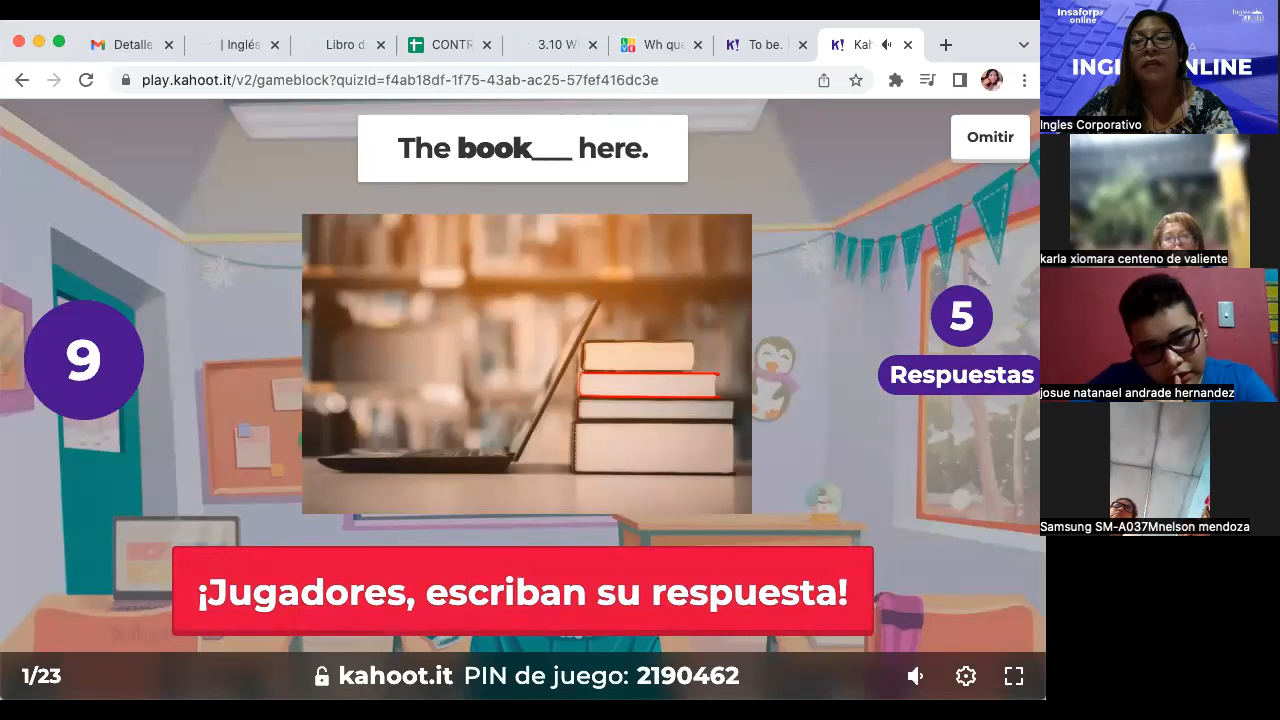 Detalle
| Inglés
Libro d
CONTR
3.10 W
Wh que
To be.
Kah
play.kahoot.it/v2/gameblock?quizId=f4ab18df-1f75-43ab-ac25-57fef416dc3e
The book___ here.
Omitir
9
5
Respuestas
¡Jugadores, escriban su respuesta!
1/23
kahoot.it PIN de juego: 2190462
Insaforp
online
Ingles Corporativo
karla xiomara centeno de valiente
josue natanael andrade hernandez
Samsung SM-A037Mnelson mendoza